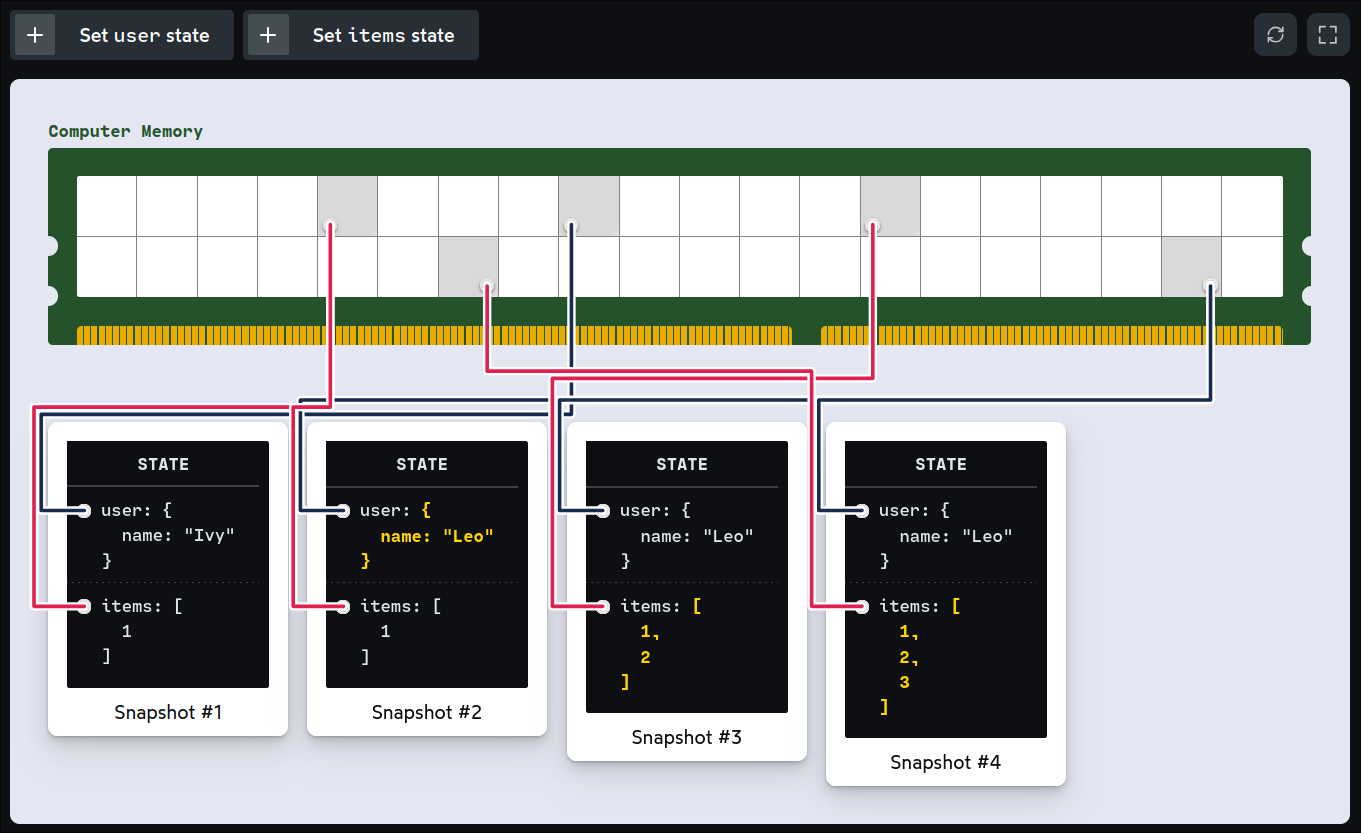 + Set user state
+ Set items state
Computer Memory
STATE
user: {
name: "Ivy"
}
items: [
1
]
Snapshot #1
STATE
user: {
name: "Leo"
}
items: [
1
]
Snapshot #2
STATE
user: {
name: "Leo"
}
items: [
1,
2
]
Snapshot #3
STATE
user: {
name: "Leo"
}
items: [
1,
2,
3
]
Snapshot #4